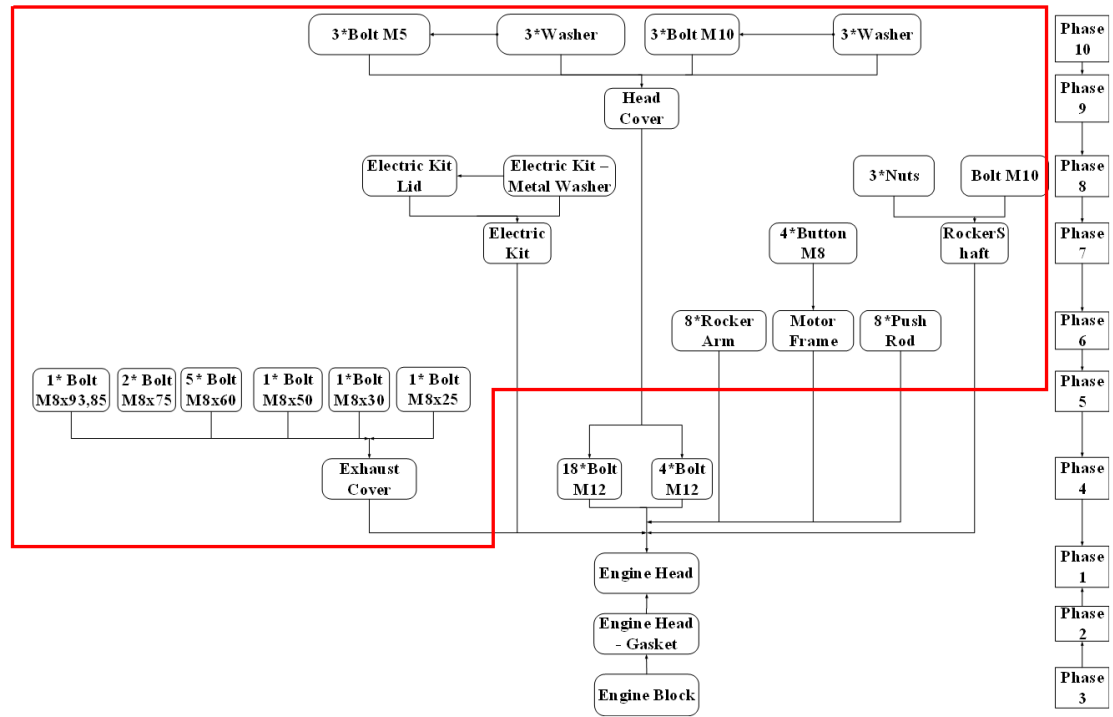 3*Bolt M5
3*Washer
3*Bolt M10
3*Washer
Phase
10
Head
Cover
Phase
9
Electric Kit
Lid
Electric Kit –
Metal Washer
3*Nuts
Bolt M10
Phase
8
Electric
Kit
4*Button
M8
RockerS
haft
Phase
7
8*Rocker
Arm
Motor
Frame
8*Push
Rod
Phase
6
1* Bolt
M8x93,85
2* Bolt
M8x75
5* Bolt
M8x60
1* Bolt
M8x50
1*Bolt
M8x30
1* Bolt
M8x25
Phase
5
Exhaust
Cover
18*Bolt
M12
4*Bolt
M12
Phase
4
Engine Head
Phase
1
Engine Head
- Gasket
Phase
2
Engine Block
Phase
3